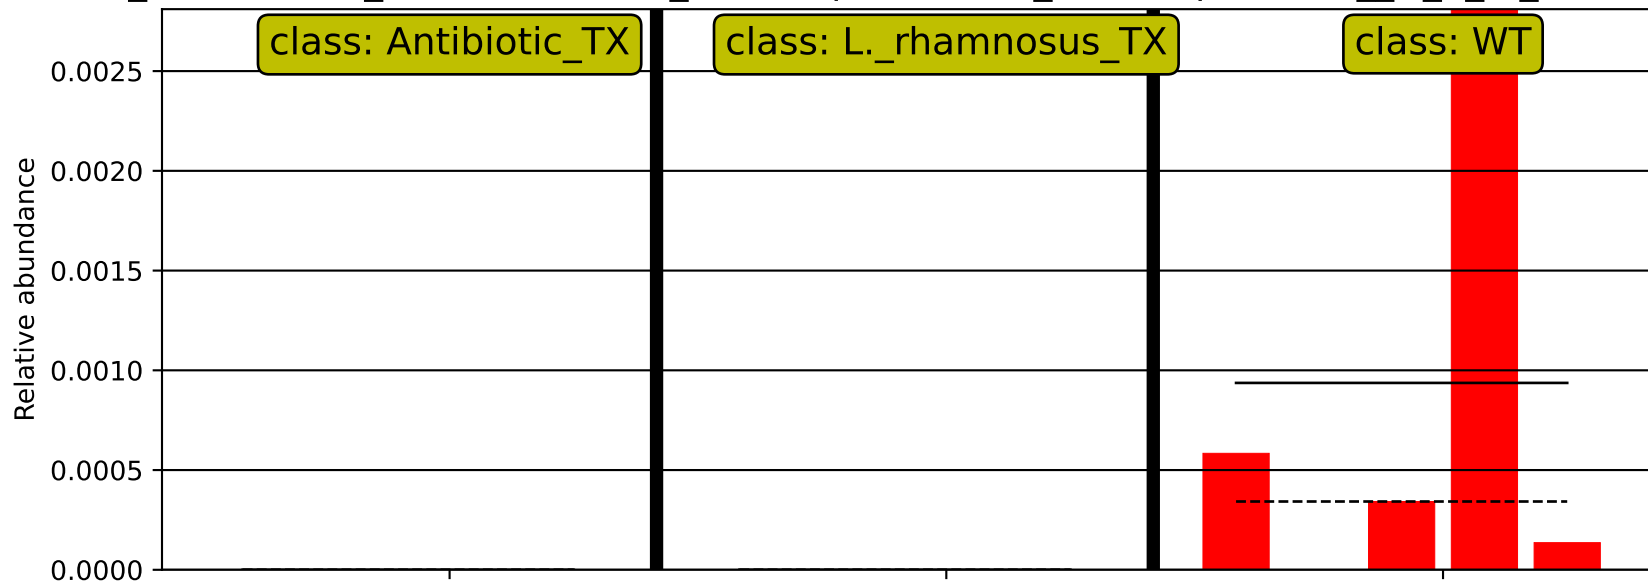 class: Antibiotic_TX
class: L._rhamnosus_TX
class: WT
Relative abundance
0.0025
0.0020
0.0015
0.0010
0.0005
0.0000